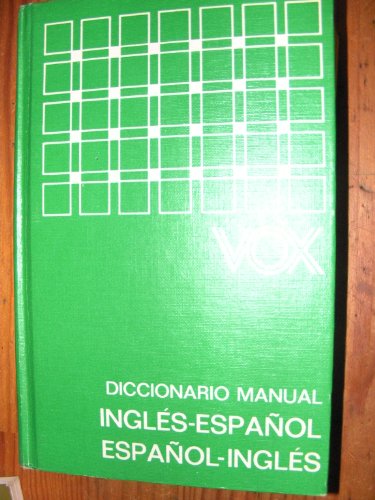 VOX
DICCIONARIO MANUAL
INGLÉS-ESPAÑOL
ESPAÑOL-INGLÉS